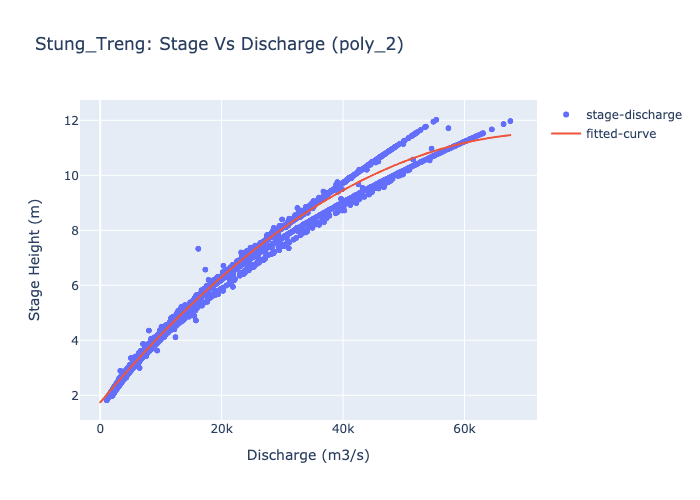 Stung_Treng: Stage Vs Discharge (poly_2)
stage-discharge
fitted-curve
12
10
8
6
4
2
Stage Height (m)
0
20k
40k
60k
Discharge (m3/s)